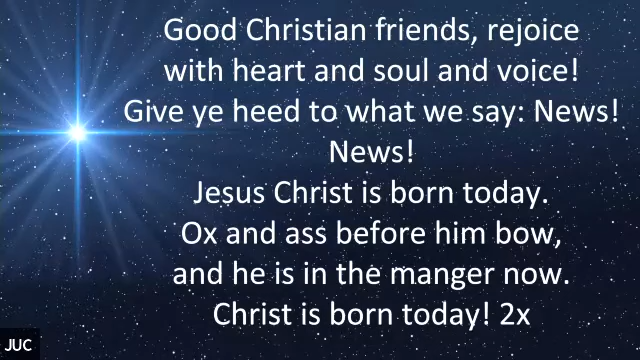 Good Christian friends, rejoice
with heart and soul and voice!
Give ye heed to what we say: News!
News!
Jesus Christ is born today.
Ox and ass before him bow,
and he is in the manger now.
Christ is born today! 2x
JUC